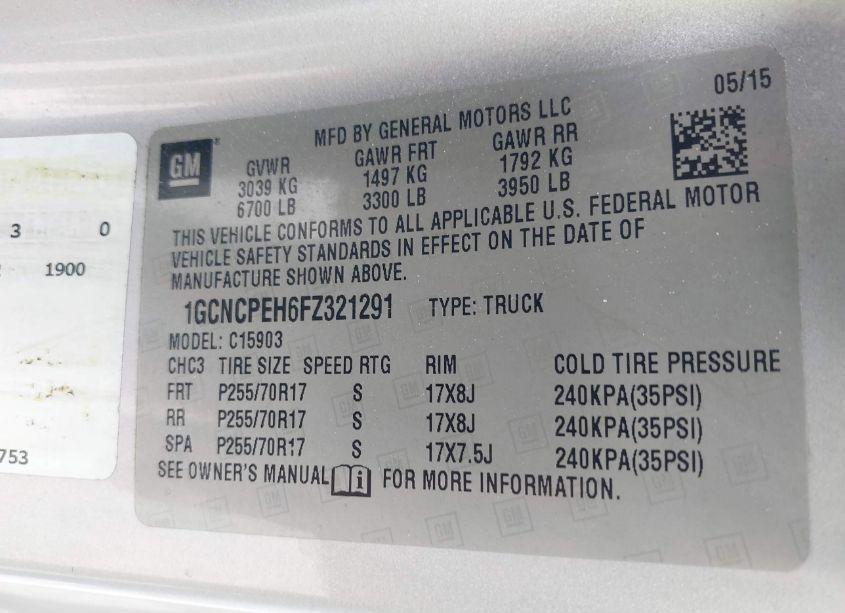 05/15
MFD BY GENERAL MOTORS LLC
GM
GVWR GAWR FRT GAWR RR
3039 KG 1497 KG 1792 KG
6700 LB 3300 LB 3950 LB
THIS VEHICLE CONFORMS TO ALL APPLICABLE U.S. FEDERAL MOTOR
VEHICLE SAFETY STANDARDS IN EFFECT ON THE DATE OF
MANUFACTURE SHOWN ABOVE.
1GCNCPEH6FZ321291 TYPE: TRUCK
MODEL: C15903
CHC3 TIRE SIZE SPEED RTG RIM COLD TIRE PRESSURE
FRT P255/70R17 S 17X8J 240KPA(35PSI)
RR P255/70R17 S 17X8J 240KPA(35PSI)
SPA P255/70R17 S 17X7.5J 240KPA(35PSI)
SEE OWNER'S MANUAL i FOR MORE INFORMATION.
3 0
1900
753